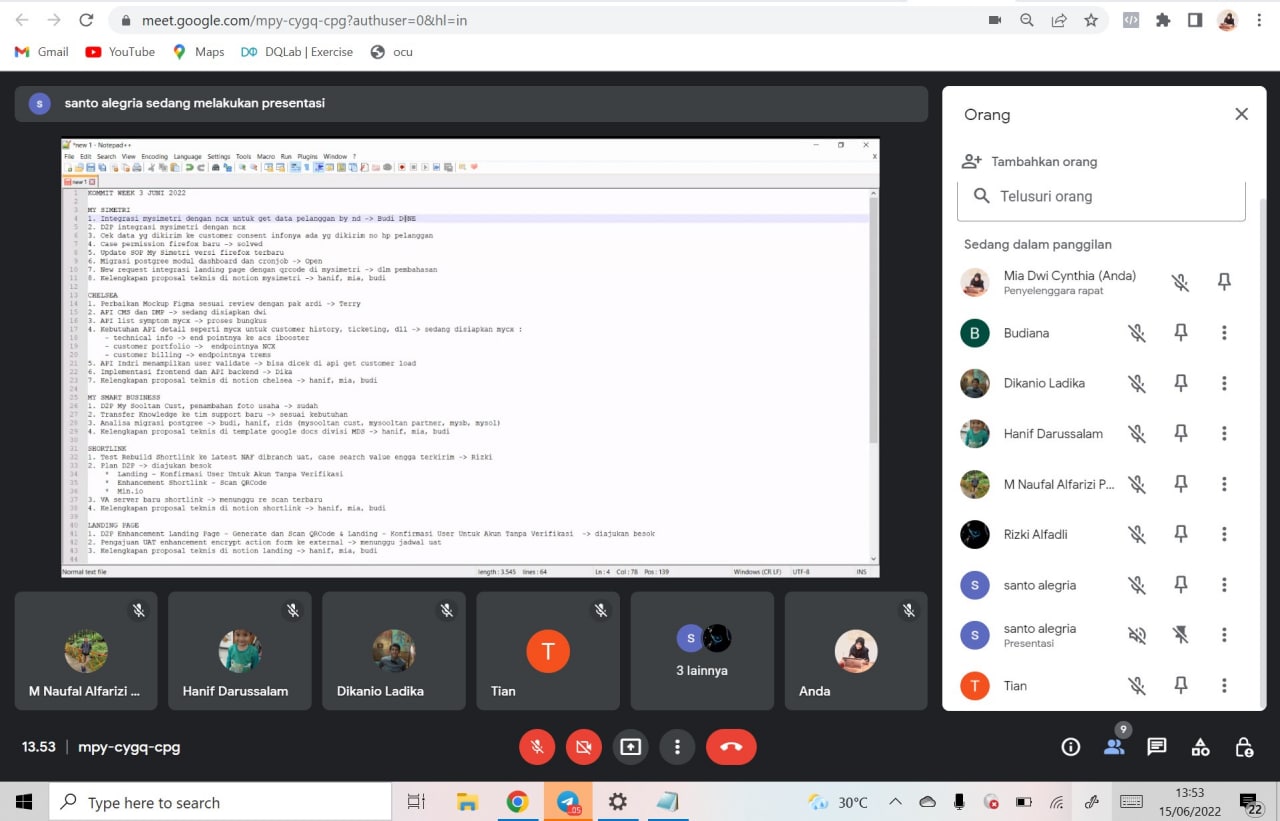 meet.google.com/mpy-cygq-cpg?authuser=0&hl=in
Gmail YouTube Maps DQLab | Exercise ocu
S santo alegria sedang melakukan presentasi
*new 1 - Notepad++
File Edit Search View Encoding Language Settings Tools Macro Run Plugins Window ?
new 1
1 KOMMIT WEEK 3 JUNI 2022
2
3 MY SIMETRI
4 1. Integrasi mysimetri dengan ncx untuk get data pelanggan by nd -> Budi DONE
5 2. D2P integrasi mysimetri dengan ncx
6 3. Cek data yg dikirim ke customer consent infonya ada yg dikirim no hp pelanggan
7 4. Case permission firefox baru -> solved
8 5. Update SOP My Simetri versi firefox terbaru
9 6. Migrasi postgree modul dashboard dan cronjob -> Open
10 7. New request integrasi landing page dengan qrcode di mysimetri -> dlm pembahasan
11 8. Kelengkapan proposal teknis di notion mysimetri -> hanif, mia, budi
12
13 CHELSEA
14 1. Perbaikan Mockup Figma sesuai review dengan pak ardi -> Terry
15 2. API CMS dan DMP -> sedang disiapkan dwi
16 3. API list symptom mycx -> proses bungkus
17 4. Kebutuhan API detail seperti mycx untuk customer history, ticketing, dll -> sedang disiapkan mycx :
18 - technical info -> end pointnya ke acs ibooster
19 - customer portfolio -> endpointnya NCX
20 - customer billing -> endpointnya trems
21 5. API Indri menampilkan user validate -> bisa dicek di api get customer load
22 6. Implementasi frontend dan API backend -> Dika
23 7. Kelengkapan proposal teknis di notion chelsea -> hanif, mia, budi
24
25 MY SMART BUSINESS
26 1. D2P My Sooltan Cust, penambahan foto usaha -> sudah
27 2. Transfer Knowledge ke tim support baru -> sesuai kebutuhan
28 3. Analisa migrasi postgree -> budi, hanif, rids (mysooltan cust, mysooltan partner, mysb, mysol)
29 4. Kelengkapan proposal teknis di template google docs divisi MDS -> hanif, mia, budi
30
31 SHORTLINK
32 1. Test Rebuild Shortlink ke Latest NAF dibranch uat, case search value engga terkirim -> Rizki
33 2. Plan D2P -> diajukan besok
34 * Landing - Konfirmasi User Untuk Akun Tanpa Verifikasi
35 * Enhancement Shortlink - Scan QRCode
36 * Min.io
37 3. VA server baru shortlink -> menunggu re scan terbaru
38 4. Kelengkapan proposal teknis di notion shortlink -> hanif, mia, budi
39
40 LANDING PAGE
41 1. D2P Enhancement Landing Page - Generate dan Scan QRCode & Landing - Konfirmasi User Untuk Akun Tanpa Verifikasi -> diajukan besok
42 2. Pengajuan UAT enhancement encrypt action form ke external -> menunggu jadwal uat
43 3. Kelengkapan proposal teknis di notion landing -> hanif, mia, budi
44
Normal text file length : 3.545 lines : 64 Ln : 4 Col : 78 Pos : 139 Windows (CR LF) UTF-8 INS
M Naufal Alfarizi ...
Hanif Darussalam
Dikanio Ladika
T
Tian
S
3 lainnya
Anda
13.53 | mpy-cygq-cpg
Orang
Tambahkan orang
Telusuri orang
Sedang dalam panggilan
Mia Dwi Cynthia (Anda)
Penyelenggara rapat
B Budiana
Dikanio Ladika
Hanif Darussalam
M Naufal Alfarizi P...
Rizki Alfadli
S santo alegria
S santo alegria
Presentasi
T Tian
9
Type here to search
.05
30°C
13:53
15/06/2022
22